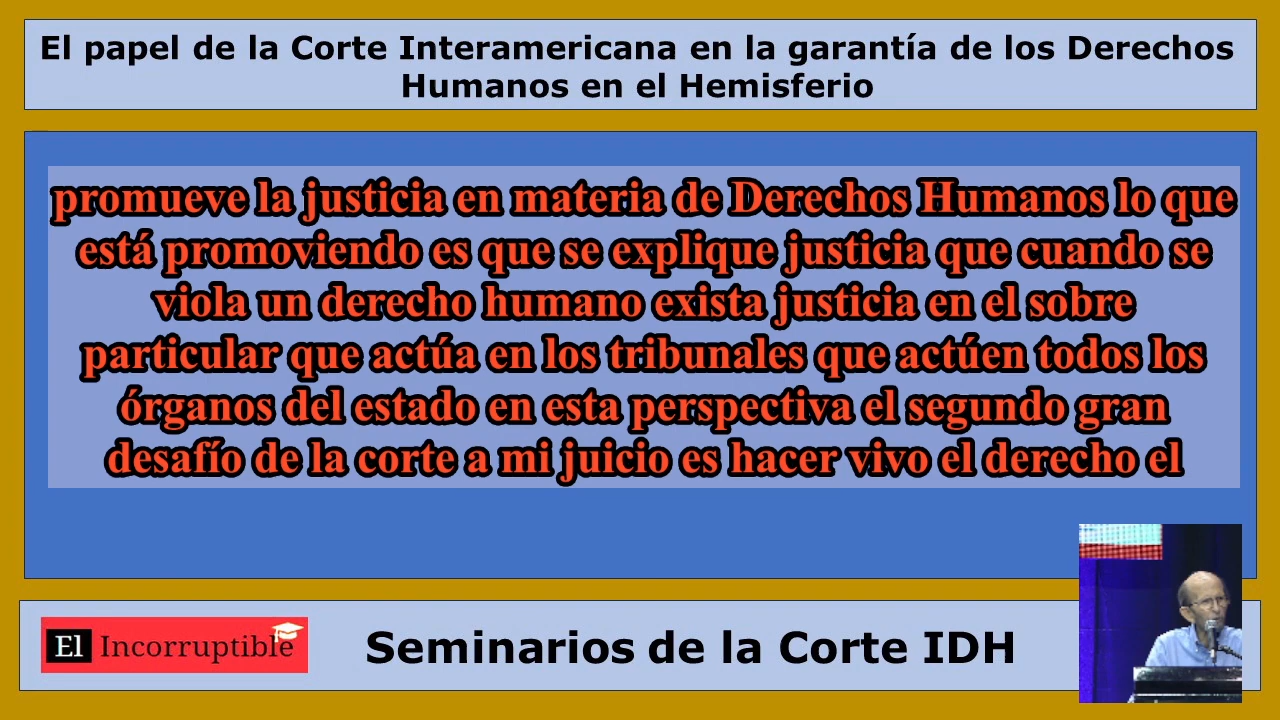 El papel de la Corte Interamericana en la garantía de los Derechos
Humanos en el Hemisferio
promueve la justicia en materia de Derechos Humanos lo que
está promoviendo es que se explique justicia que cuando se
viola un derecho humano exista justicia en el sobre
particular que actúa en los tribunales que actúen todos los
órganos del estado en esta perspectiva el segundo gran
desafío de la corte a mi juicio es hacer vivo el derecho el
El Incorruptible
Seminarios de la Corte IDH